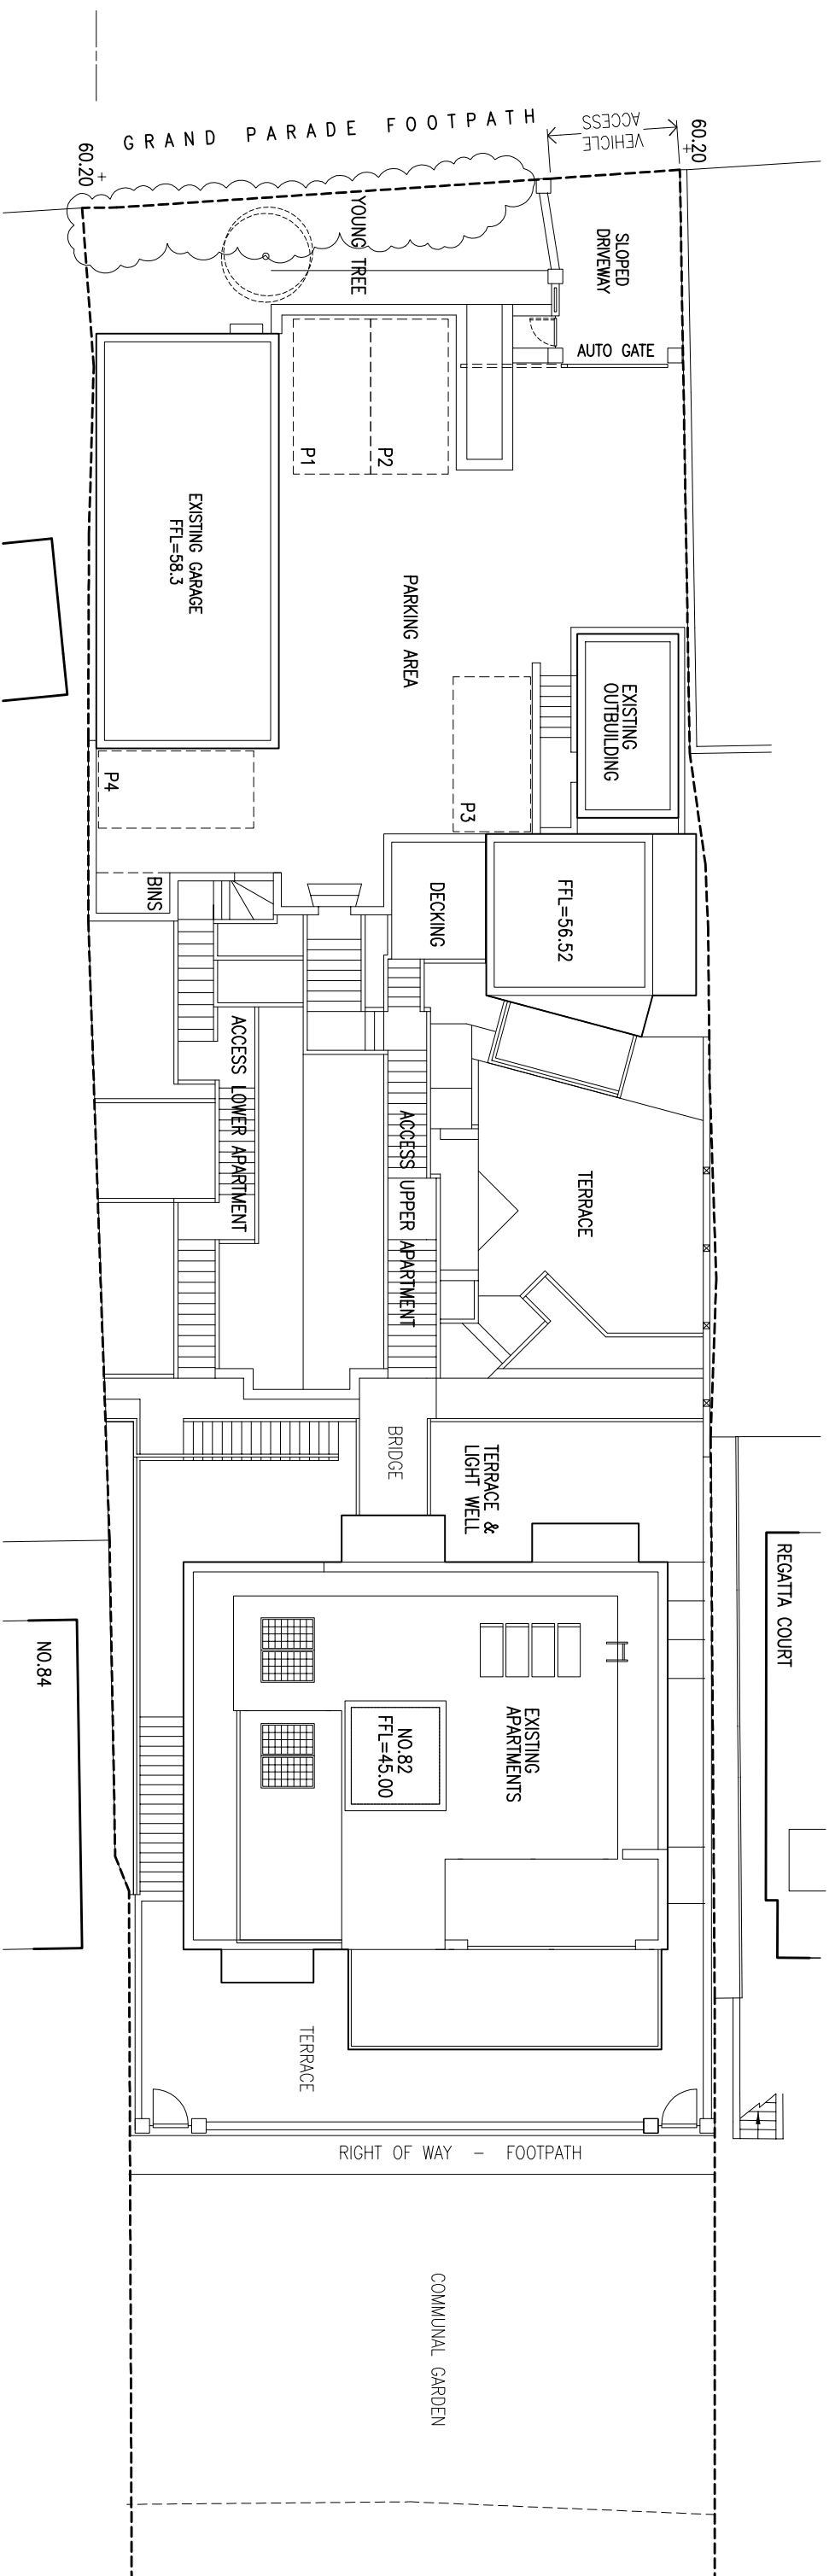 GRAND PARADE FOOTPATH
VEHICLE
ACCESS
60.20
60.20
YOUNG TREE
SLOPED
DRIVEWAY
AUTO GATE
P1
P2
EXISTING GARAGE
FFL=58.3
PARKING AREA
EXISTING
OUTBUILDING
P4
P3
BINS
DECKING
FFL=56.52
ACCESS LOWER APARTMENT
ACCESS UPPER APARTMENT
TERRACE
BRIDGE
TERRACE &
LIGHT WELL
REGATTA COURT
NO.84
EXISTING
APARTMENTS
NO.82
FFL=45.00
TERRACE
RIGHT OF WAY - FOOTPATH
COMMUNAL GARDEN